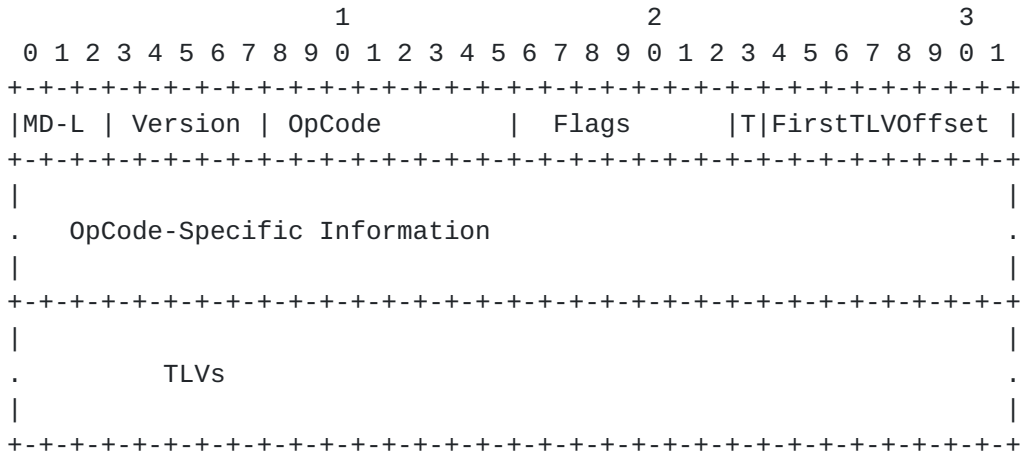 1                   2                   3
 0 1 2 3 4 5 6 7 8 9 0 1 2 3 4 5 6 7 8 9 0 1 2 3 4 5 6 7 8 9 0 1
+-+-+-+-+-+-+-+-+-+-+-+-+-+-+-+-+-+-+-+-+-+-+-+-+-+-+-+-+-+-+-+-+
|MD-L | Version | OpCode        |  Flags      |T|FirstTLVOffset |
+-+-+-+-+-+-+-+-+-+-+-+-+-+-+-+-+-+-+-+-+-+-+-+-+-+-+-+-+-+-+-+-+
|                                                               |
.   OpCode-Specific Information                                 .
|                                                               |
+-+-+-+-+-+-+-+-+-+-+-+-+-+-+-+-+-+-+-+-+-+-+-+-+-+-+-+-+-+-+-+-+
|                                                               |
.         TLVs                                                  .
|                                                               |
+-+-+-+-+-+-+-+-+-+-+-+-+-+-+-+-+-+-+-+-+-+-+-+-+-+-+-+-+-+-+-+-+